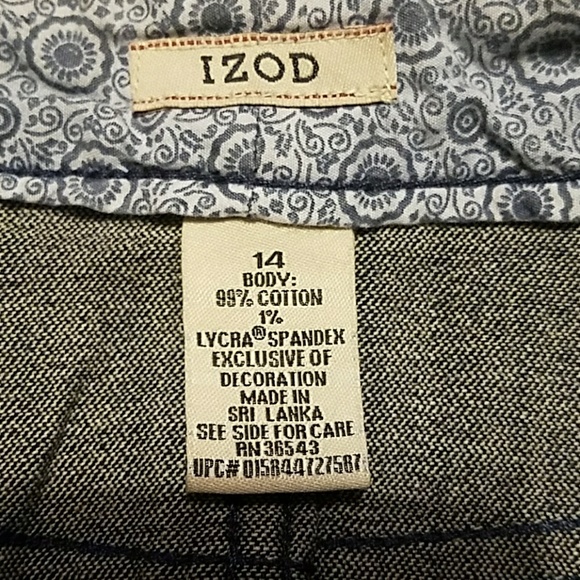 IZOD
14
BODY:
99% COTTON
1%
LYCRA® SPANDEX
EXCLUSIVE OF
DECORATION
MADE IN
SRI LANKA
SEE SIDE FOR CARE
RN 36543
UPC# 015844727567